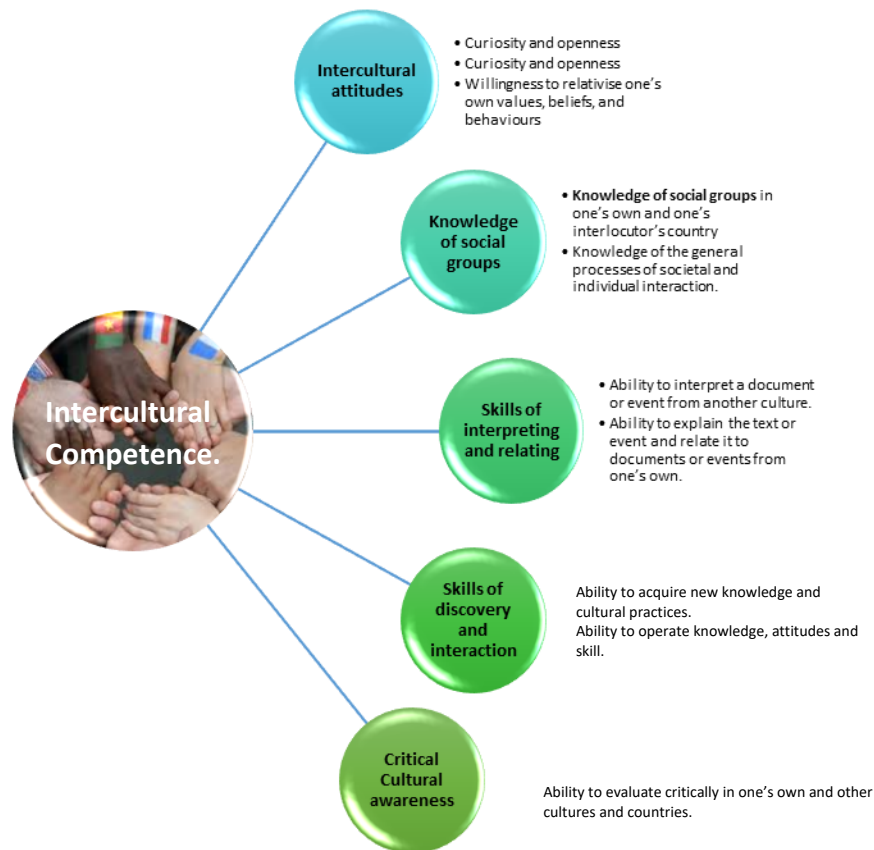 Intercultural
Competence.
Intercultural
attitudes
• Curiosity and openness
• Curiosity and openness
• Willingness to relativise one's
own values, beliefs, and
behaviours
Knowledge
of social
groups
• Knowledge of social groups in
one's own and one's
interlocutor's country
• Knowledge of the general
processes of societal and
individual interaction.
Skills of
interpreting
and relating
• Ability to interpret a document
or event from another culture.
• Ability to explain the text or
event and relate it to
documents or events from
one's own.
Skills of
discovery
and
interaction
Ability to acquire new knowledge and
cultural practices.
Ability to operate knowledge, attitudes and
skill.
Critical
Cultural
awareness
Ability to evaluate critically in one's own and other
cultures and countries.